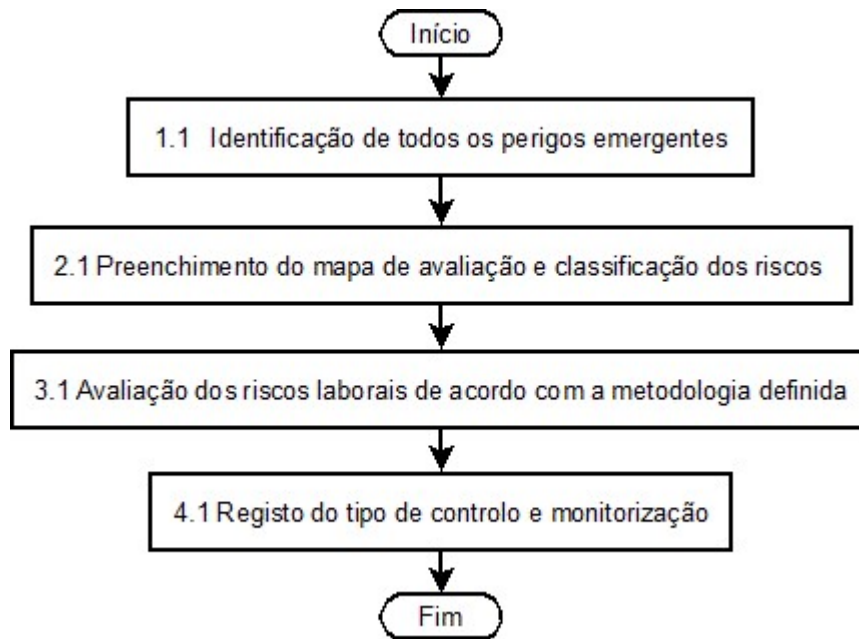 Início
1.1 Identificação de todos os perigos emergentes
2.1 Preenchimento do mapa de avaliação e classificação dos riscos
3.1 Avaliação dos riscos laborais de acordo com a metodologia definida
4.1 Registo do tipo de controlo e monitorização
Fim